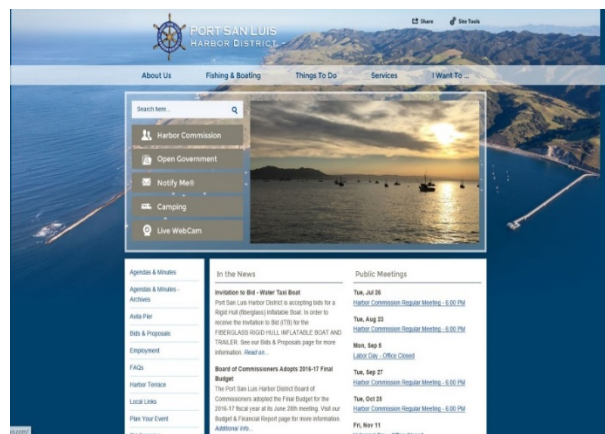 PORT SAN LUIS
HARBOR DISTRICT
Share
Site Tools
About Us
Fishing & Boating
Things To Do
Services
I Want To ...
Search here...
Harbor Commission
Open Government
Notify Me®
Camping
Live WebCam
Agendas & Minutes
Agendas & Minutes -
Archives
Avila Pier
Bids & Proposals
Employment
FAQs
Harbor Terrace
Local Links
Plan Your Event
In the News
Invitation to Bid - Water Taxi Boat
Port San Luis Harbor District is accepting bids for a
Rigid Hull (fiberglass) Inflatable Boat. In order to
receive the Invitation to Bid (ITB) for the
FIBERGLASS RIGID HULL INFLATABLE BOAT AND
TRAILER. See our Bids & Proposals page for more
information. Read on...
Board of Commissioners Adopts 2016-17 Final
Budget
The Port San Luis Harbor District Board of
Commissioners adopted the Final Budget for the
2016-17 fiscal year at its June 28th meeting. Visit our
Budget & Financial Report page for more information.
Additional info...
Public Meetings
Tue, Jul 26
Harbor Commission Regular Meeting - 6:00 PM
Tue, Aug 23
Harbor Commission Regular Meeting - 6:00 PM
Mon, Sep 5
Labor Day - Office Closed
Tue, Sep 27
Harbor Commission Regular Meeting - 6:00 PM
Tue, Oct 25
Harbor Commission Regular Meeting - 6:00 PM
Fri, Nov 11